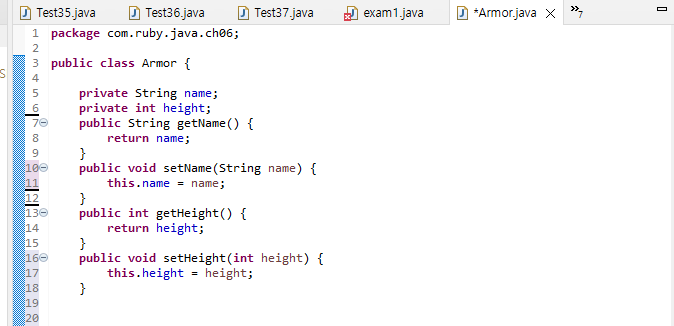 Test35.java Test36.java Test37.java exam1.java *Armor.java »7
1 package com.ruby.java.ch06;
2
3 public class Armor {
4
5 private String name;
6 private int height;
7 public String getName() {
8 return name;
9 }
10 public void setName(String name) {
11 this.name = name;
12 }
13 public int getHeight() {
14 return height;
15 }
16 public void setHeight(int height) {
17 this.height = height;
18 }
19
20